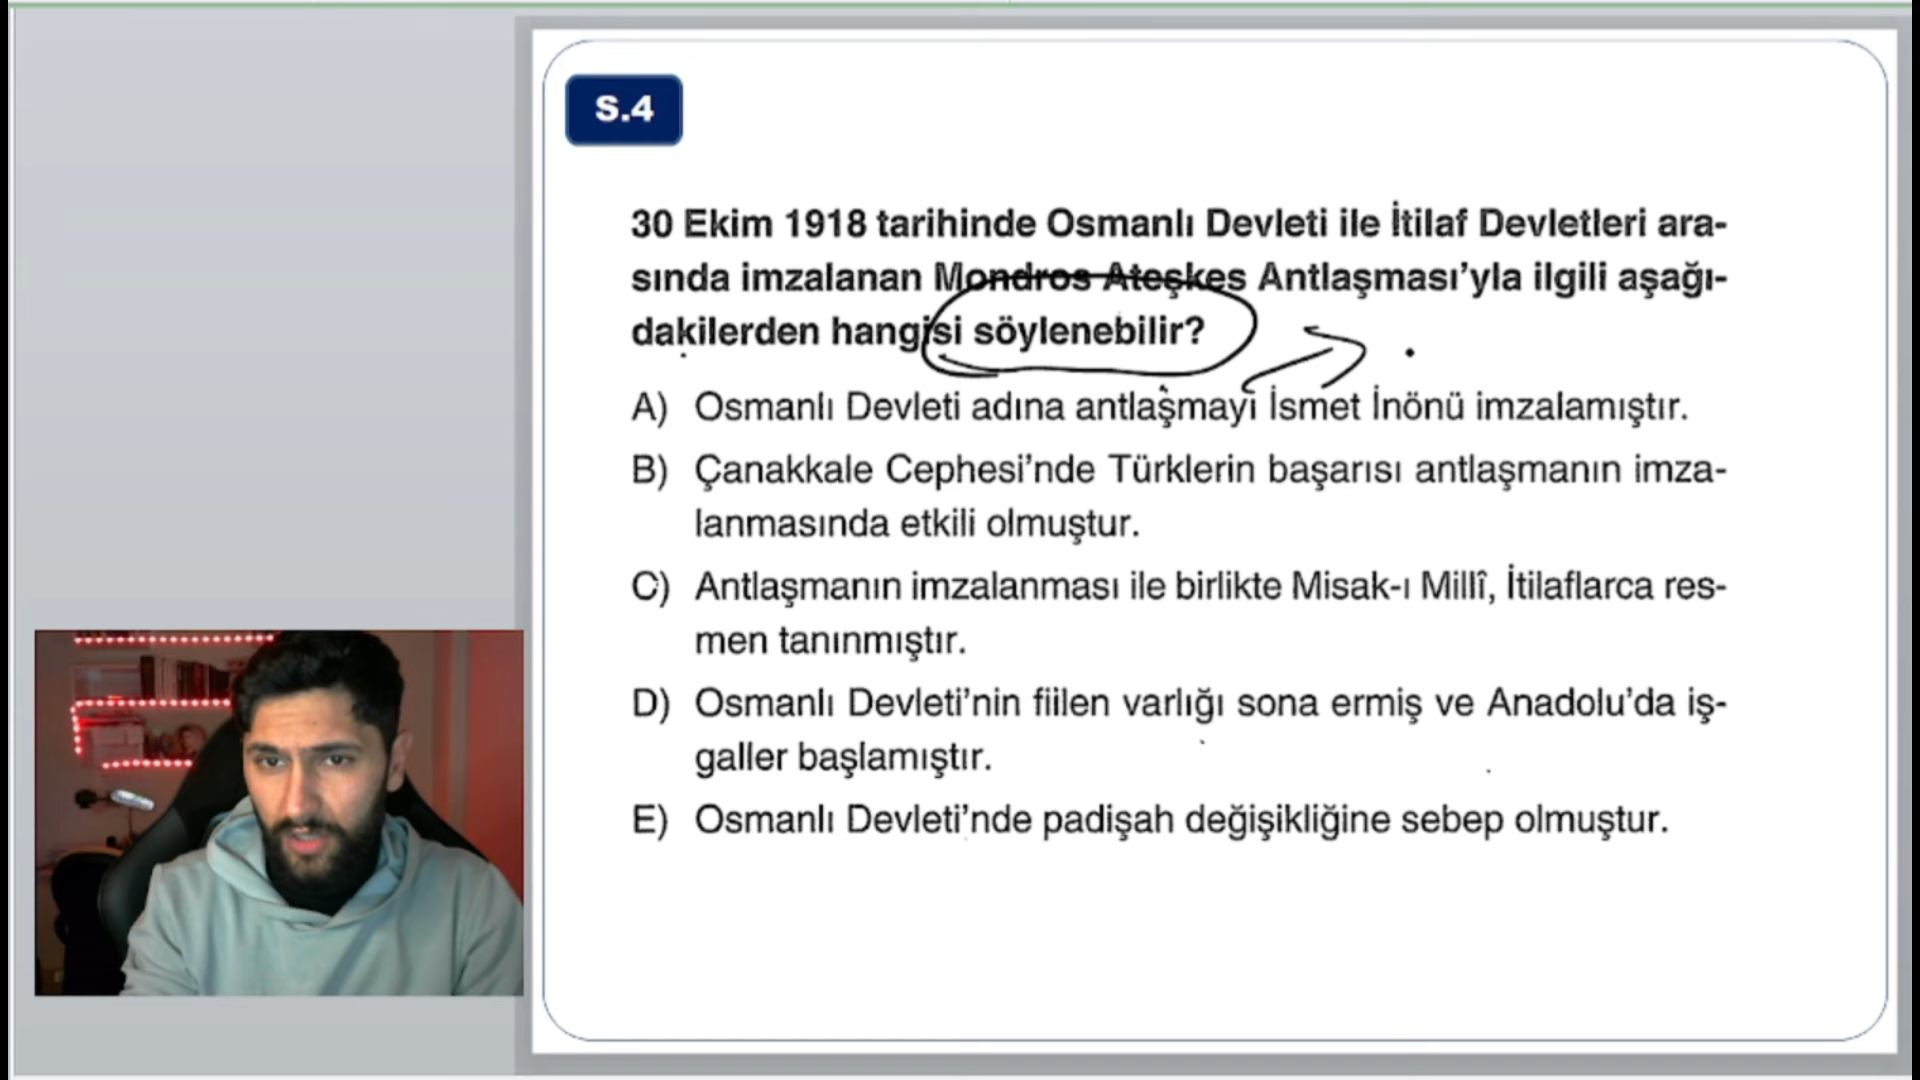 S.4
30 Ekim 1918 tarihinde Osmanlı Devleti ile İtilaf Devletleri ara-
sında imzalanan Mondros Ateşkes Antlaşması'yla ilgili aşağı-
dakilerden hangisi söylenebilir?
A) Osmanlı Devleti adına antlaşmayı İsmet İnönü imzalamıştır.
B) Çanakkale Cephesi'nde Türklerin başarısı antlaşmanın imza-
lanmasında etkili olmuştur.
C) Antlaşmanın imzalanması ile birlikte Misak-ı Millî, İtilaflarca res-
men tanınmıştır.
D) Osmanlı Devleti'nin fiilen varlığı sona ermiş ve Anadolu'da iş-
galler başlamıştır.
E) Osmanlı Devleti'nde padişah değişikliğine sebep olmuştur.